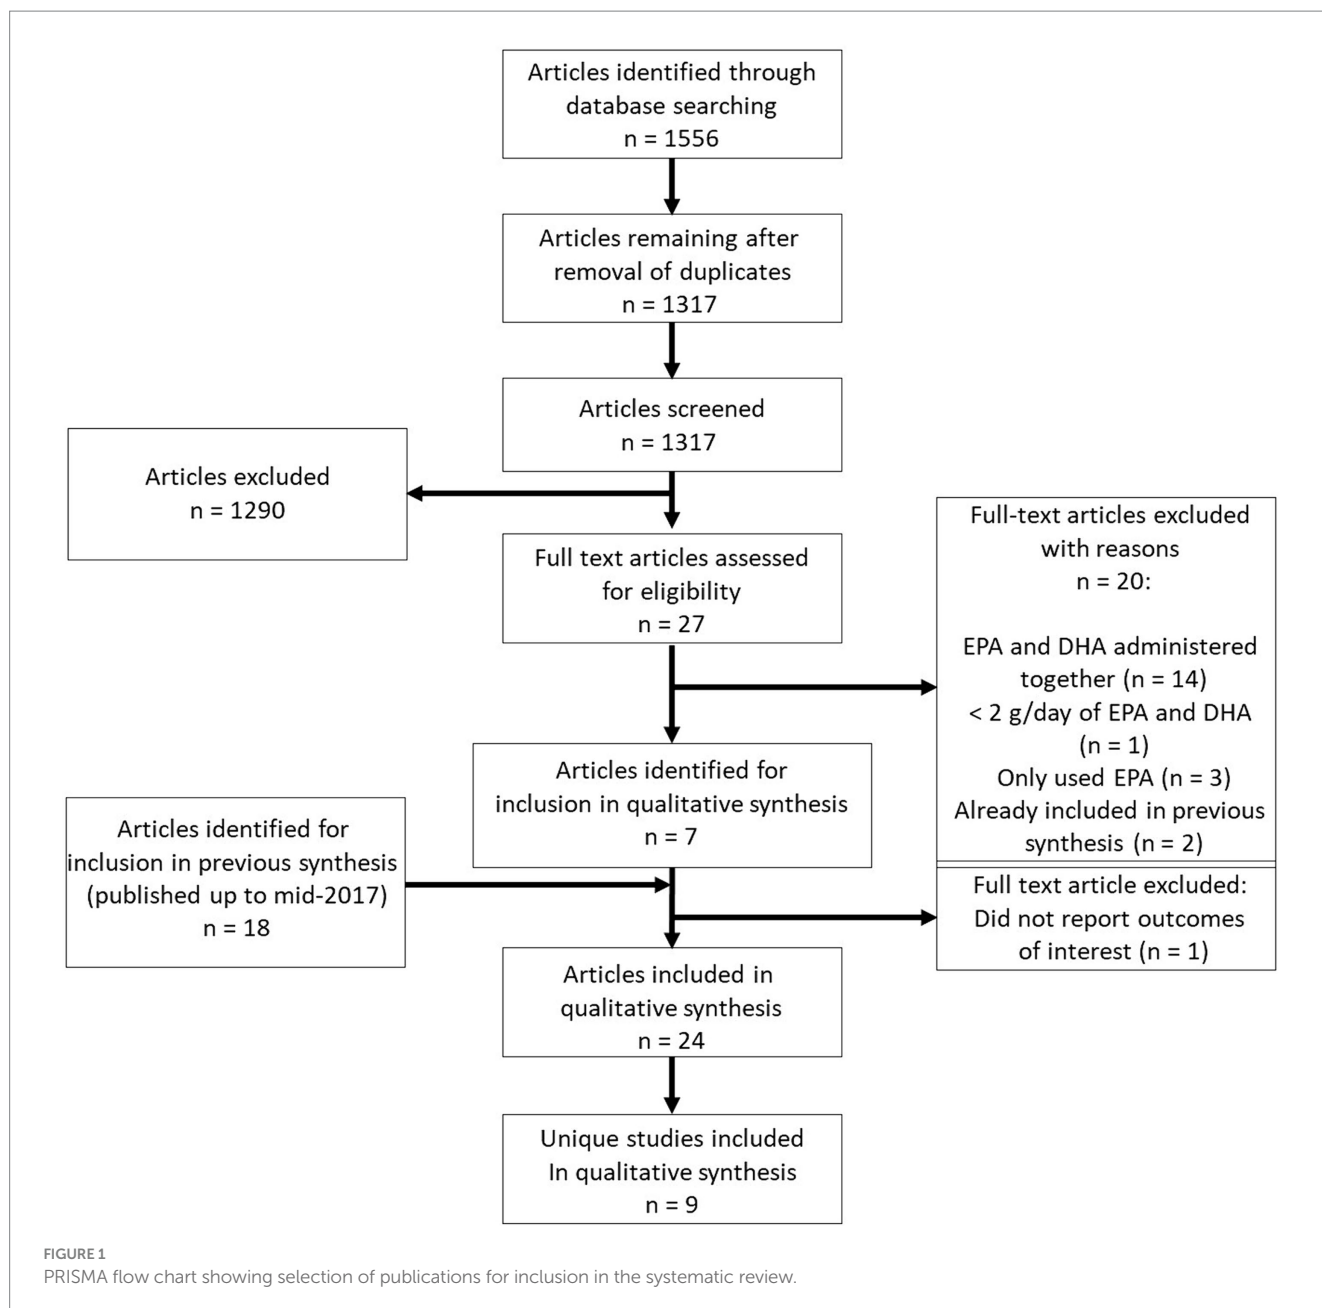 Articles identified through
database searching
n = 1556
Articles remaining after
removal of duplicates
n = 1317
Articles screened
n = 1317
Articles excluded
n = 1290
Full text articles assessed
for eligibility
n = 27
Full-text articles excluded
with reasons
n = 20:
EPA and DHA administered
together (n = 14)
< 2 g/day of EPA and DHA
(n = 1)
Only used EPA (n = 3)
Already included in previous
synthesis (n = 2)
Articles identified for
inclusion in qualitative synthesis
n = 7
Articles identified for
inclusion in previous synthesis
(published up to mid-2017)
n = 18
Full text article excluded:
Did not report outcomes
of interest (n = 1)
Articles included in
qualitative synthesis
n = 24
Unique studies included
In qualitative synthesis
n = 9
FIGURE 1
PRISMA flow chart showing selection of publications for inclusion in the systematic review.